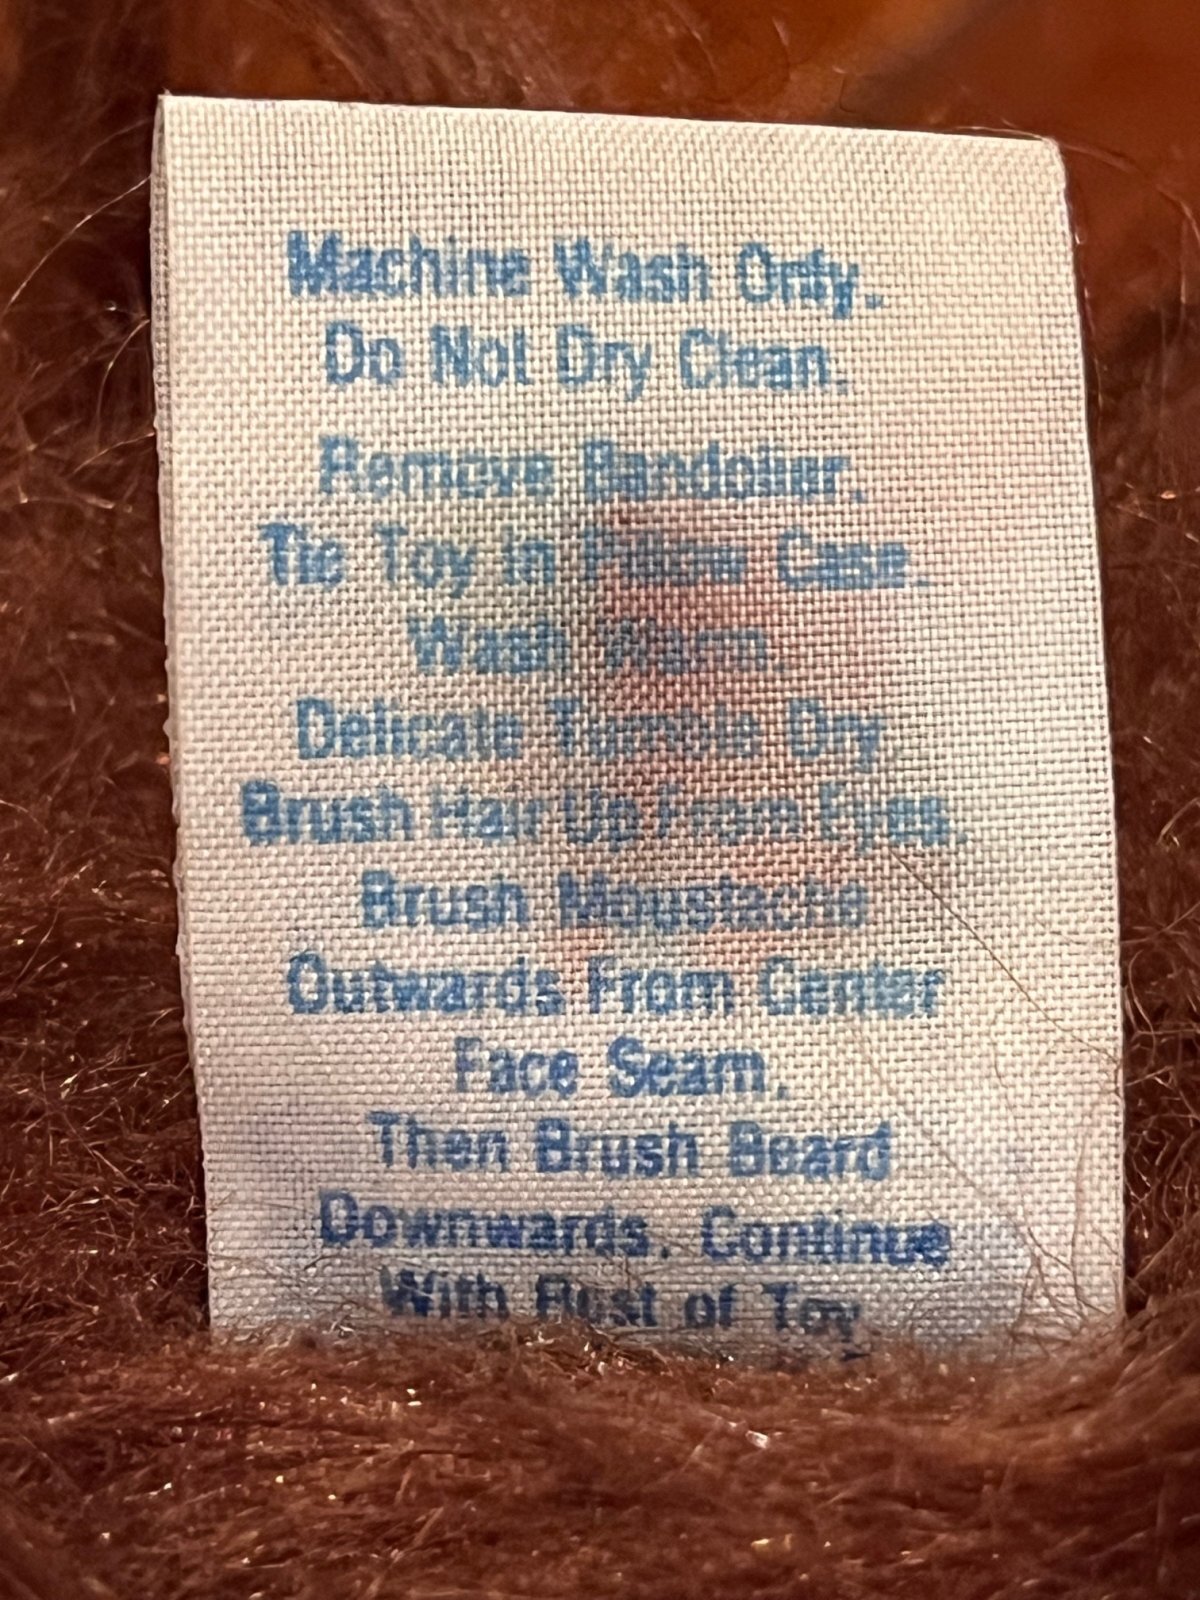 Machine Wash Only.
Do Not Dry Clean.
Remove Bandolier.
Tie Toy in Pillow Case.
Wash Warm.
Delicate Tumble Dry.
Brush Hair Up From Eyes.
Brush Moustache
Outwards From Center
Face Seam.
Then Brush Beard
Downwards. Continue
With Rest of Toy